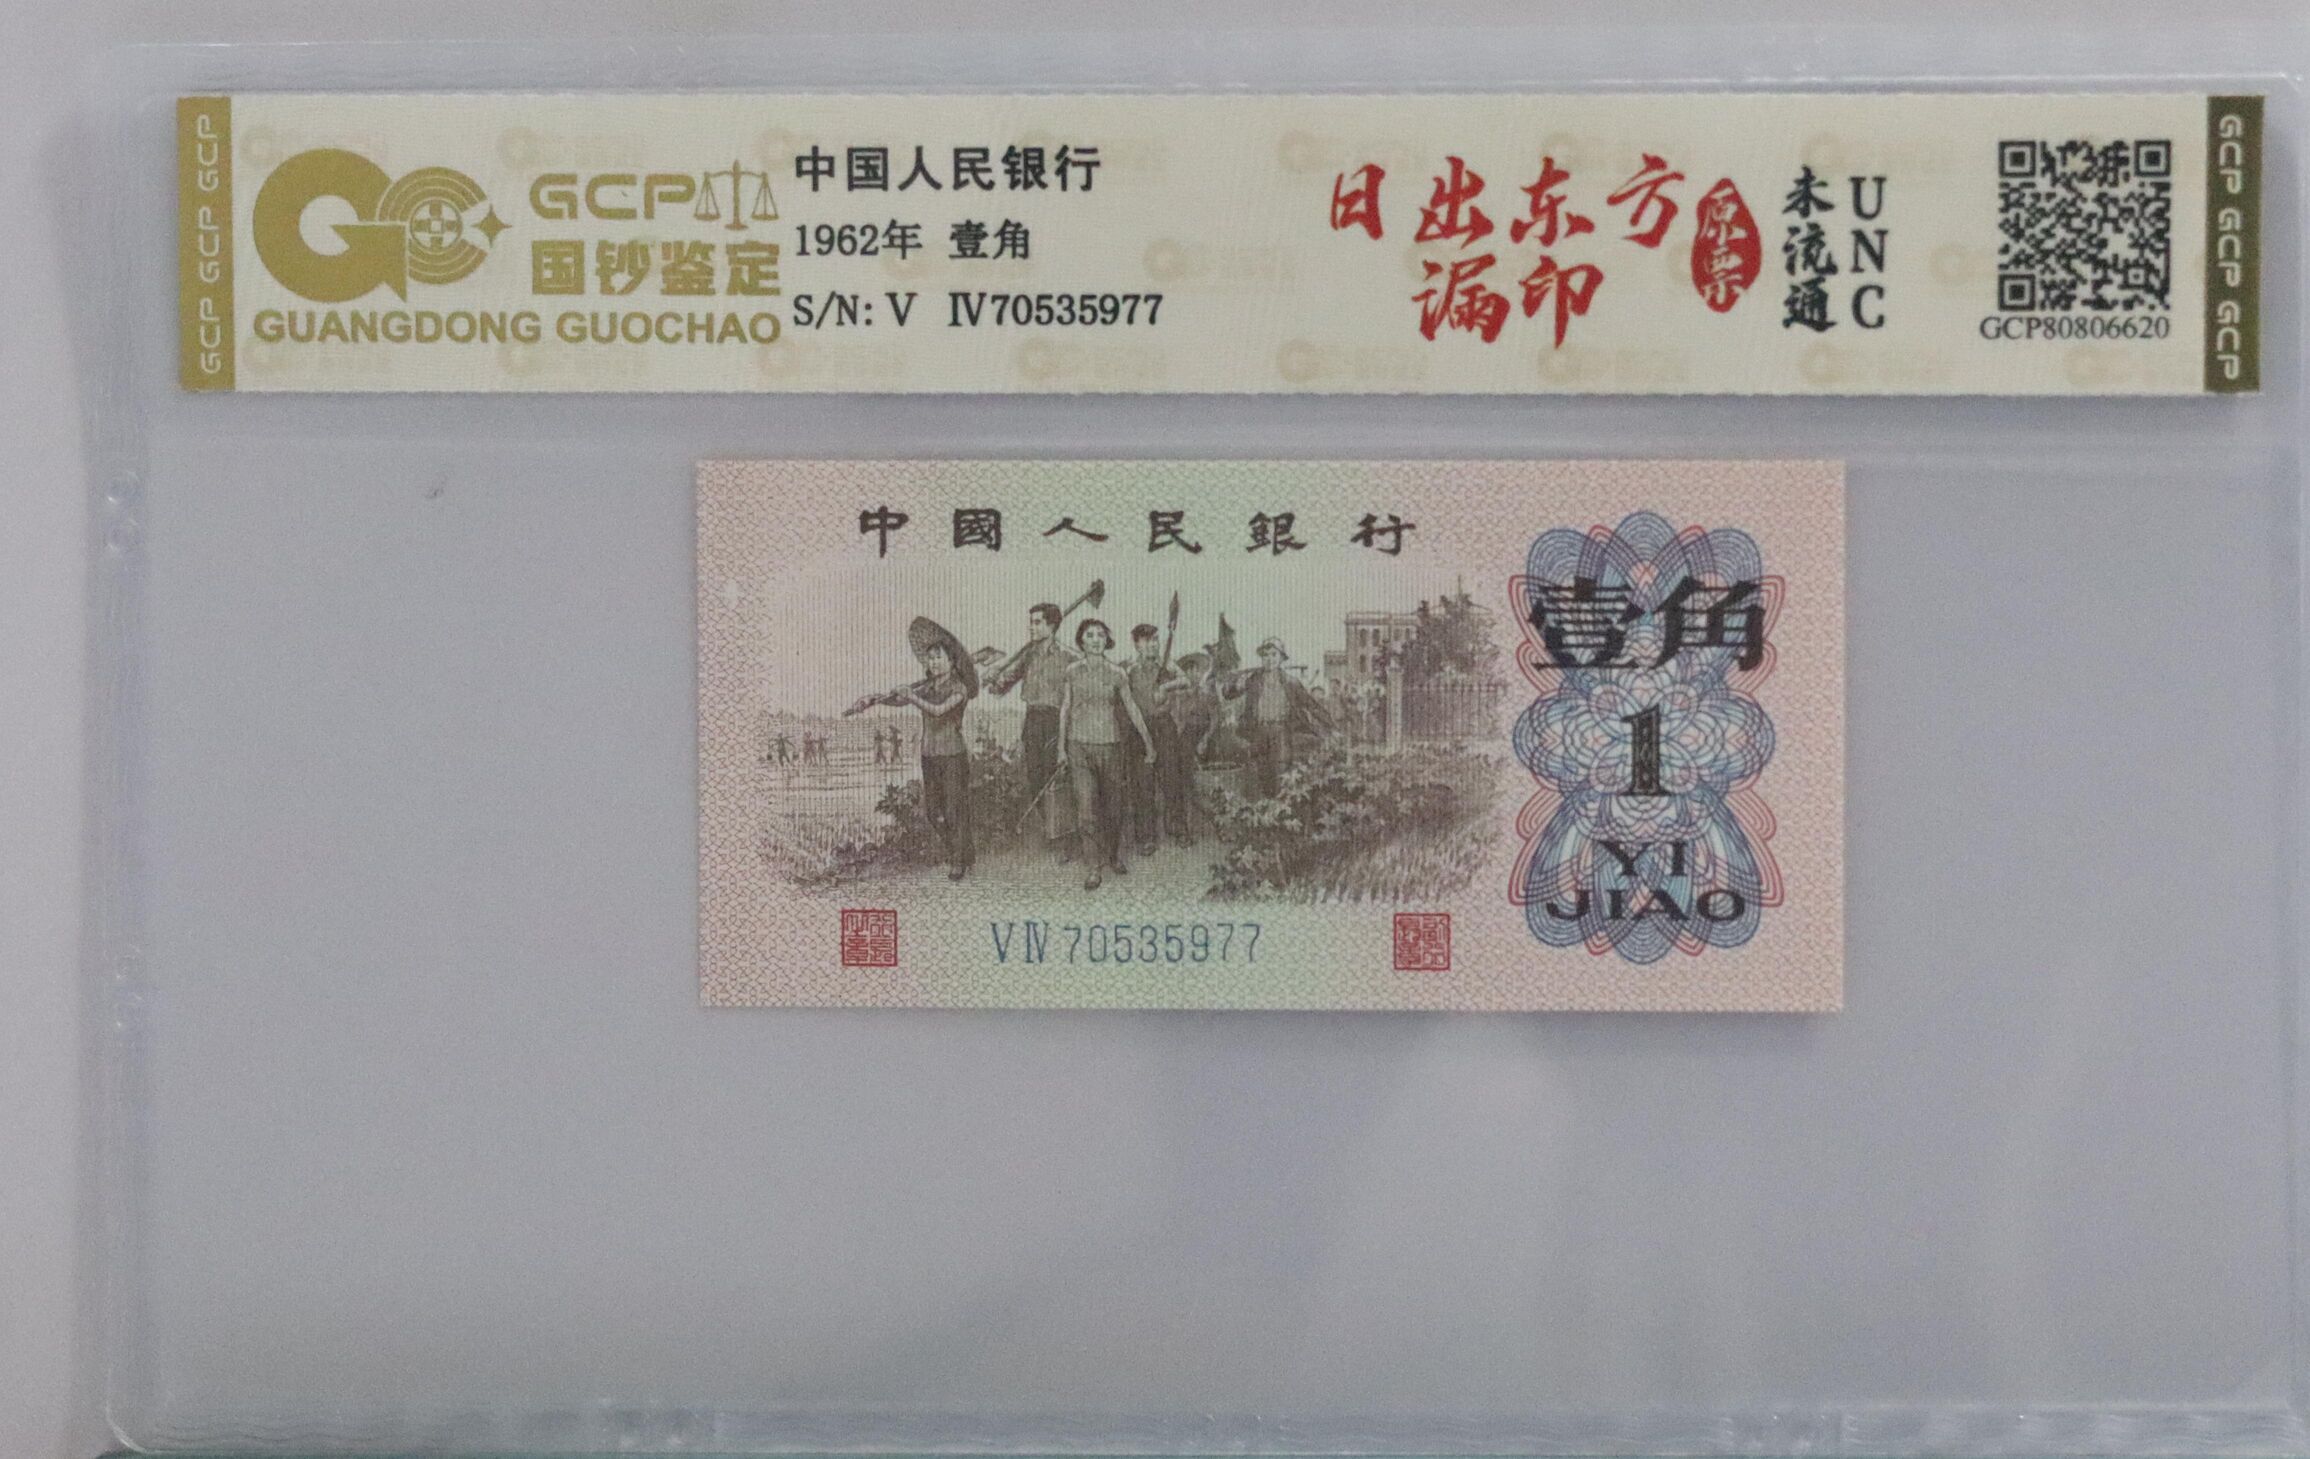 GCP GCP GCP GCP
GCP
国钞鉴定
GUANGDONG GUOCHAO
中国人民银行
1962年 壹角
S/N: V Ⅳ70535977
日出东方
漏印
原票
未流通
UNC
GCP80806620
GCP GCP GCP GCP
中國人民銀行
壹角
1
YI
JIAO
VⅣ70535977